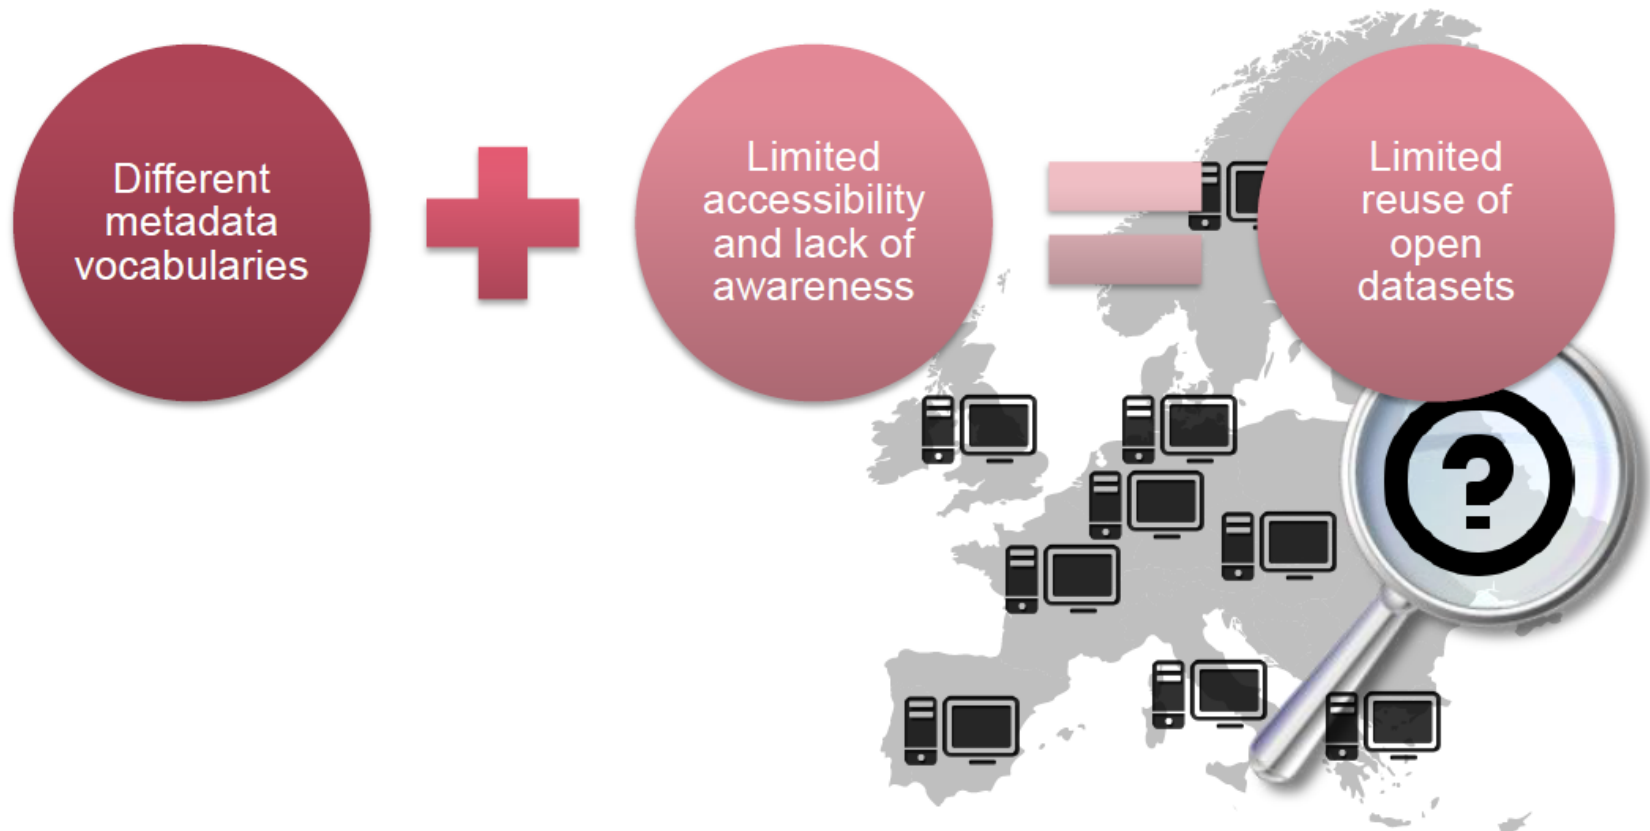 Different
metadata
vocabularies
Limited
accessibility
and lack of
awareness
Limited
reuse of
open
datasets
?